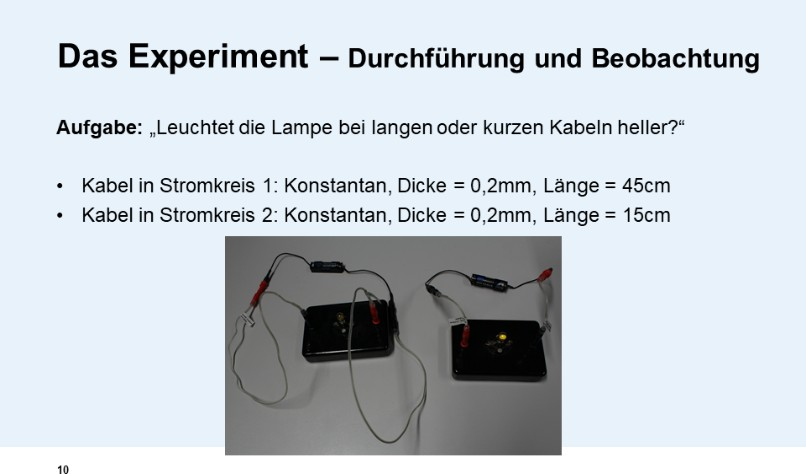 Das Experiment – Durchführung und Beobachtung
Aufgabe: „Leuchtet die Lampe bei langen oder kurzen Kabeln heller?“
• Kabel in Stromkreis 1: Konstantan, Dicke = 0,2mm, Länge = 45cm
• Kabel in Stromkreis 2: Konstantan, Dicke = 0,2mm, Länge = 15cm
10